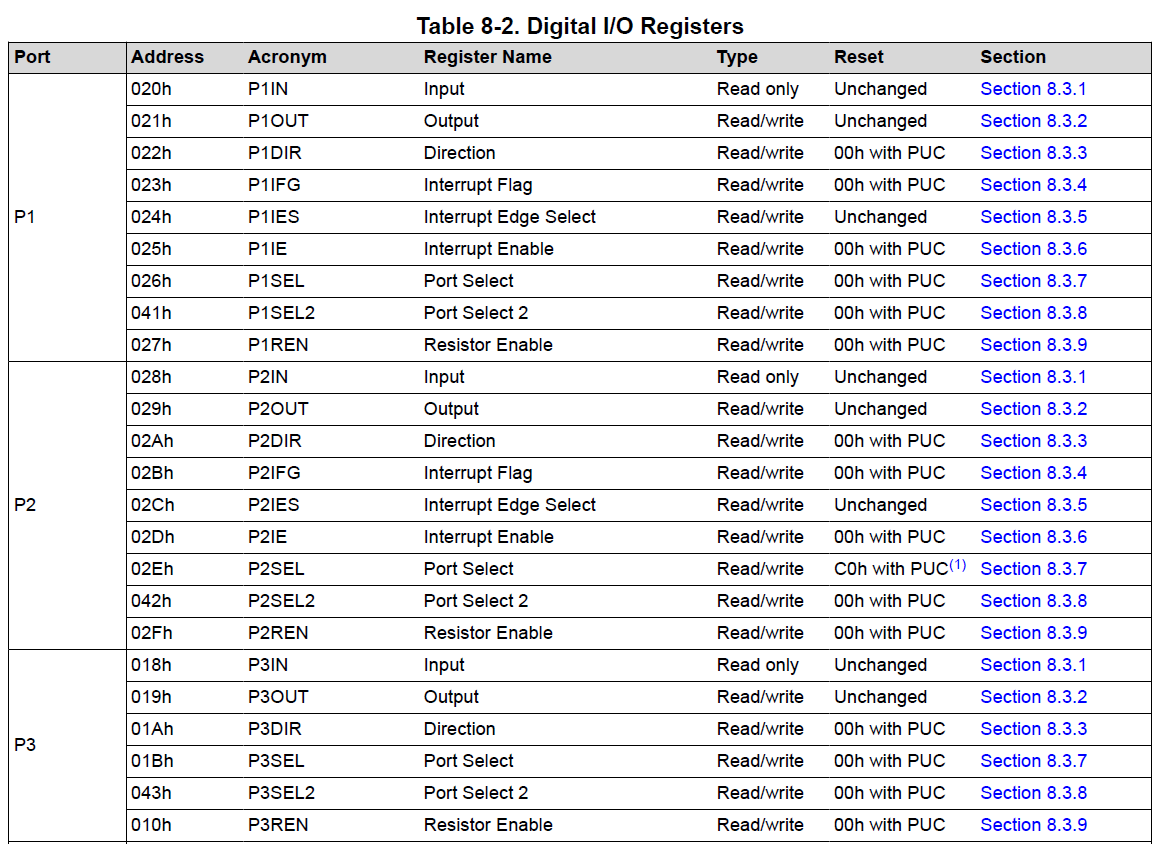 Table 8-2. Digital I/O Registers
Port Address Acronym Register Name Type Reset Section
020h P1IN Input Read only Unchanged Section 8.3.1
021h P1OUT Output Read/write Unchanged Section 8.3.2
022h P1DIR Direction Read/write 00h with PUC Section 8.3.3
023h P1IFG Interrupt Flag Read/write 00h with PUC Section 8.3.4
P1 024h P1IES Interrupt Edge Select Read/write Unchanged Section 8.3.5
025h P1IE Interrupt Enable Read/write 00h with PUC Section 8.3.6
026h P1SEL Port Select Read/write 00h with PUC Section 8.3.7
041h P1SEL2 Port Select 2 Read/write 00h with PUC Section 8.3.8
027h P1REN Resistor Enable Read/write 00h with PUC Section 8.3.9
028h P2IN Input Read only Unchanged Section 8.3.1
029h P2OUT Output Read/write Unchanged Section 8.3.2
02Ah P2DIR Direction Read/write 00h with PUC Section 8.3.3
02Bh P2IFG Interrupt Flag Read/write 00h with PUC Section 8.3.4
P2 02Ch P2IES Interrupt Edge Select Read/write Unchanged Section 8.3.5
02Dh P2IE Interrupt Enable Read/write 00h with PUC Section 8.3.6
02Eh P2SEL Port Select Read/write C0h with PUC(1) Section 8.3.7
042h P2SEL2 Port Select 2 Read/write 00h with PUC Section 8.3.8
02Fh P2REN Resistor Enable Read/write 00h with PUC Section 8.3.9
018h P3IN Input Read only Unchanged Section 8.3.1
019h P3OUT Output Read/write Unchanged Section 8.3.2
01Ah P3DIR Direction Read/write 00h with PUC Section 8.3.3
P3 01Bh P3SEL Port Select Read/write 00h with PUC Section 8.3.7
043h P3SEL2 Port Select 2 Read/write 00h with PUC Section 8.3.8
010h P3REN Resistor Enable Read/write 00h with PUC Section 8.3.9